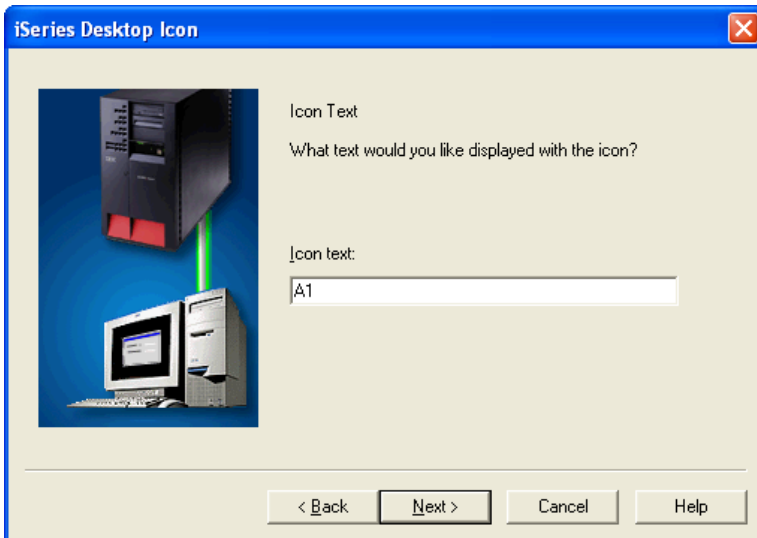 iSeries Desktop Icon
Icon Text
What text would you like displayed with the icon?
Icon text:
A1
< Back
Next >
Cancel
Help